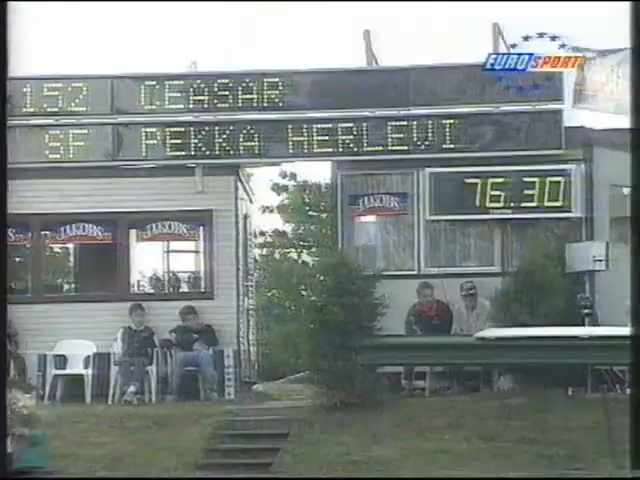 EUROSPORT
152 CEASAR
SF PEKKA HERLEVI
76.30
JAKOBS
JAKOBS
JAKOBS